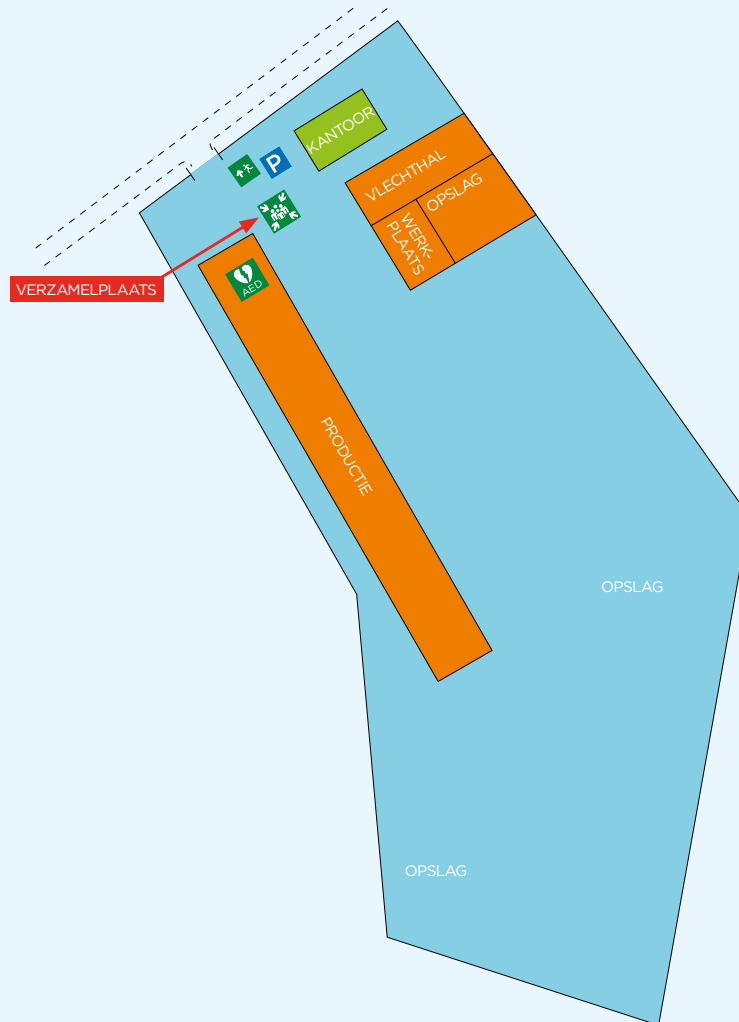 KANTOOR
P
VLECHTHAL
OPSLAG
WERK-
PLAATS
VERZAMELPLAATS
AED
PRODUCTIE
OPSLAG
OPSLAG